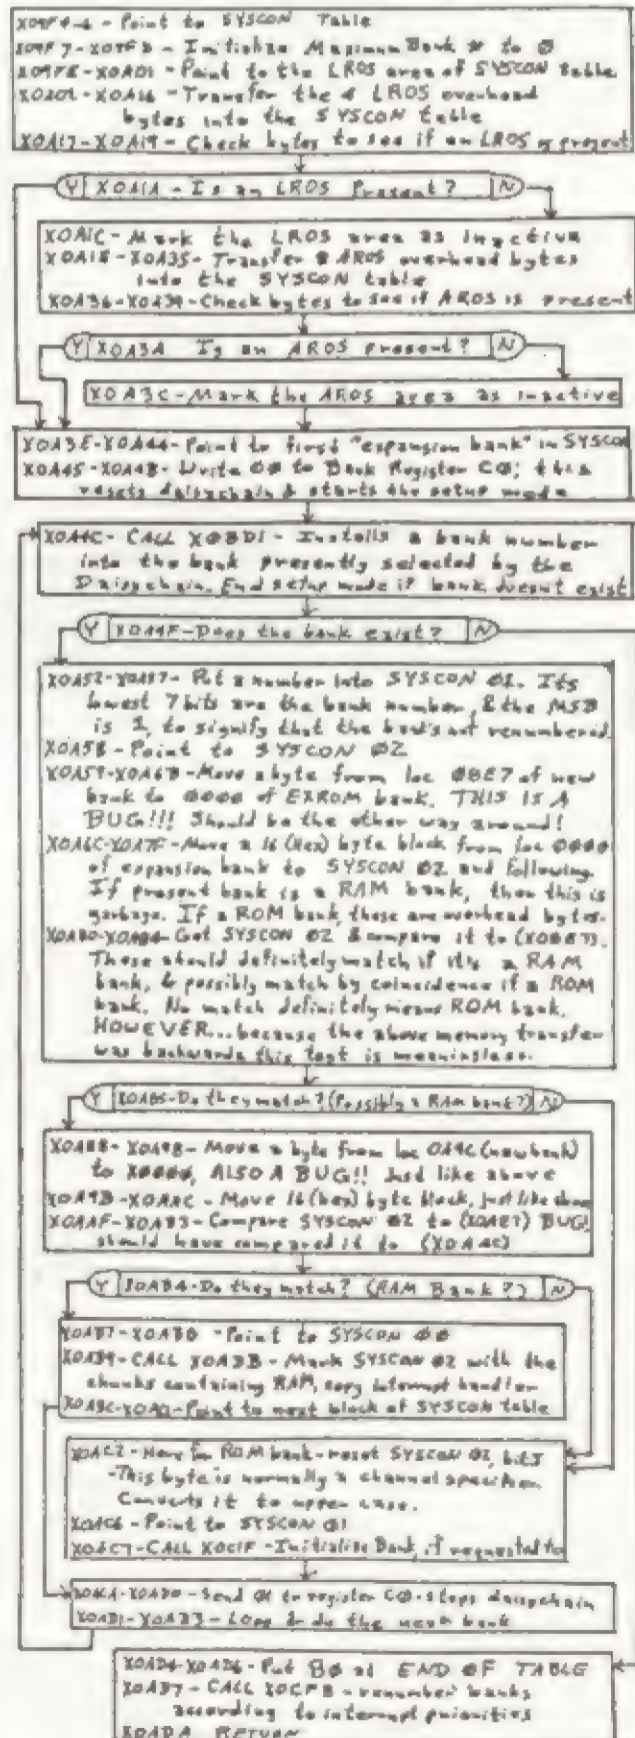 X09F4-6 - Point to SYSCON Table
X09F7-X09F8 - Initialize Maximum Bank # to 0
X09FB-X0A01 - Point to the LROS area of SYSCON table
X0A02-X0A16 - Transfer the 8 LROS overhead
bytes into the SYSCON table
X0A17-X0A19 - Check bytes to see if an LROS is present
Y X0A1A - Is an LROS Present? N
X0A1C - Mark the LROS area as inactive
X0A1E-X0A35 - Transfer 8 AROS overhead bytes
into the SYSCON table
X0A36-X0A39 - Check bytes to see if AROS is present
Y X0A3A Is an AROS present? N
X0A3C - Mark the AROS area as inactive
X0A3E-X0A44 - Point to first "expansion bank" in SYSCON
X0A45-X0A4B - Write 00 to Bank Register C0; this
resets daisychain & starts the setup mode
X0A4C - CALL X0BD1 - Installs a bank number
into the bank presently selected by the
Daisychain. End setup mode if bank doesn't exist
Y X0A4F - Does the bank exist? N
X0A52-X0A57 - Put a number into SYSCON 01. Its
lowest 7 bits are the bank number, & the MSB
is 1, to signify that the bank's not renumbered.
X0A58 - Point to SYSCON 02
X0A59-X0A6B - Move a byte from loc 08E7 of new
bank to 0000 of EXROM bank. THIS IS A
BUG!!! Should be the other way around!
X0A6C-X0A7F - Move a 16 (Hex) byte block from loc 0000
of expansion bank to SYSCON 02 and following
If present bank is a RAM bank, then this is
garbage. If a ROM bank, these are overhead bytes.
X0A80-X0A84 - Get SYSCON 02 & compare it to (X08E7).
These should definitely match if it's a RAM
bank, & possibly match by coincidence if a ROM
bank. No match definitely means ROM bank.
HOWEVER... because the above memory transfer
was backwards this test is meaningless.
Y X0A85 - Do they match? (Possibly a RAM bank?) N
X0A88-X0A9B - Move a byte from loc 0A4C (new bank)
to X0000, ALSO A BUG!! Just like above
X0A9B-X0AAC - Move 16 (hex) byte block, just like above
X0AAF-X0AB3 - Compare SYSCON 02 to (X08E7) BUG!
should have compared it to (X0A4C)
Y X0AB4 - Do they match? (RAM Bank?) N
X0AB7-X0AB8 - Point to SYSCON 00
X0AB9 - CALL X0ADB - Mark SYSCON 02 with the
chunks containing RAM, copy interrupt handler
- Point to next block of SYSCON table
X0AC2 - Here for ROM bank - reset SYSCON 02, bit 5
- This byte is normally a channel specifier.
Converts it to upper case.
X0AC6 - Point to SYSCON 01
X0AC7 - CALL X0C1F - Initialise Bank, if requested to
X0ACA-X0AD0 - Send 01 to register C0 - steps daisychain
X0AD1-X0AD3 - Loop & do the next bank
X0AD4-X0AD6 - Put 80 at END OF TABLE
X0AD7 - CALL X0CFB - renumber banks
according to interrupt priorities
X0ADA RETURN